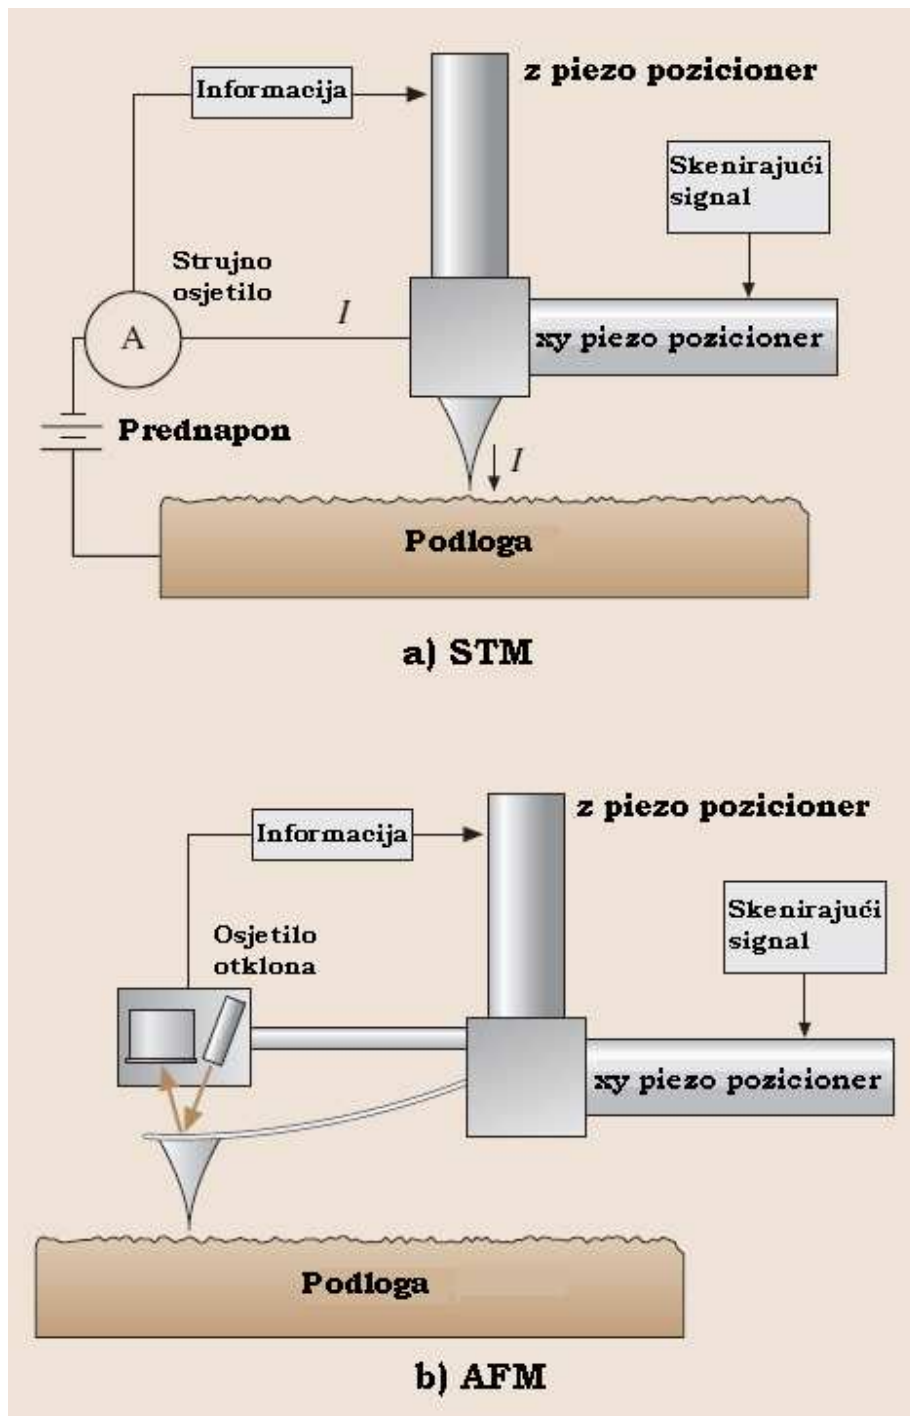 z piezo pozicioner
Informacija
Skenirajući
signal
Strujno
osjetilo
I
A
xy piezo pozicioner
Prednapon
I
Podloga
a) STM
z piezo pozicioner
Informacija
Skenirajući
signal
Osjetilo
otklona
xy piezo pozicioner
Podloga
b) AFM